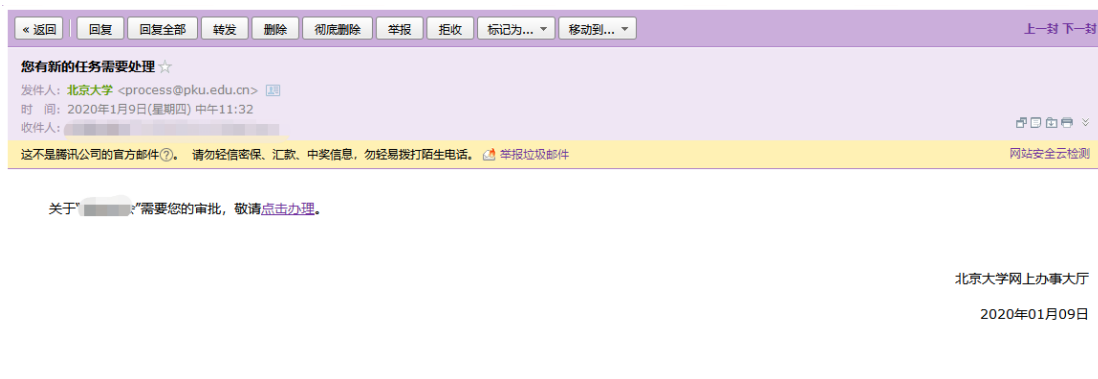 « 返回 回复 回复全部 转发 删除 彻底删除 举报 拒收 标记为... 移动到... 上一封 下一封
您有新的任务需要处理
发件人: 北京大学 <process@pku.edu.cn>
时 间: 2020年1月9日(星期四) 中午11:32
收件人:
这不是腾讯公司的官方邮件?。 请勿轻信密保、汇款、中奖信息，勿轻易拨打陌生电话。 举报垃圾邮件 网站安全云检测
关于" "需要您的审批，敬请点击办理。
北京大学网上办事大厅
2020年01月09日